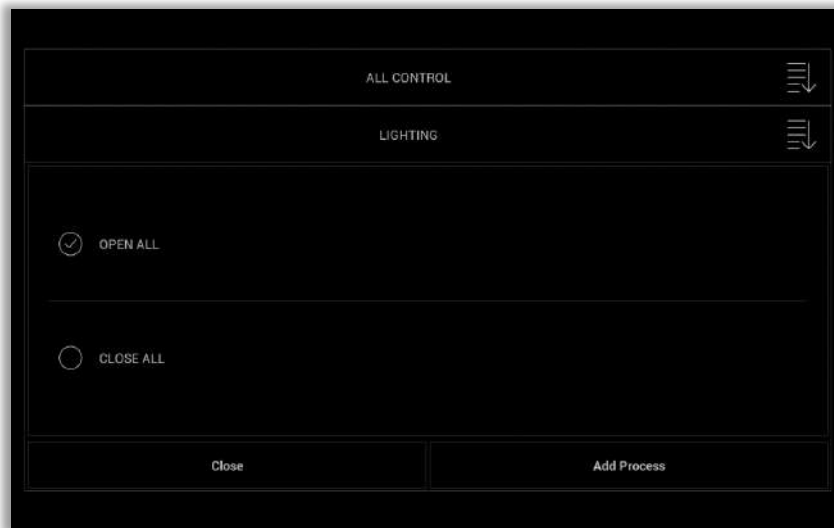 ALL CONTROL
LIGHTING
OPEN ALL
CLOSE ALL
Close
Add Process